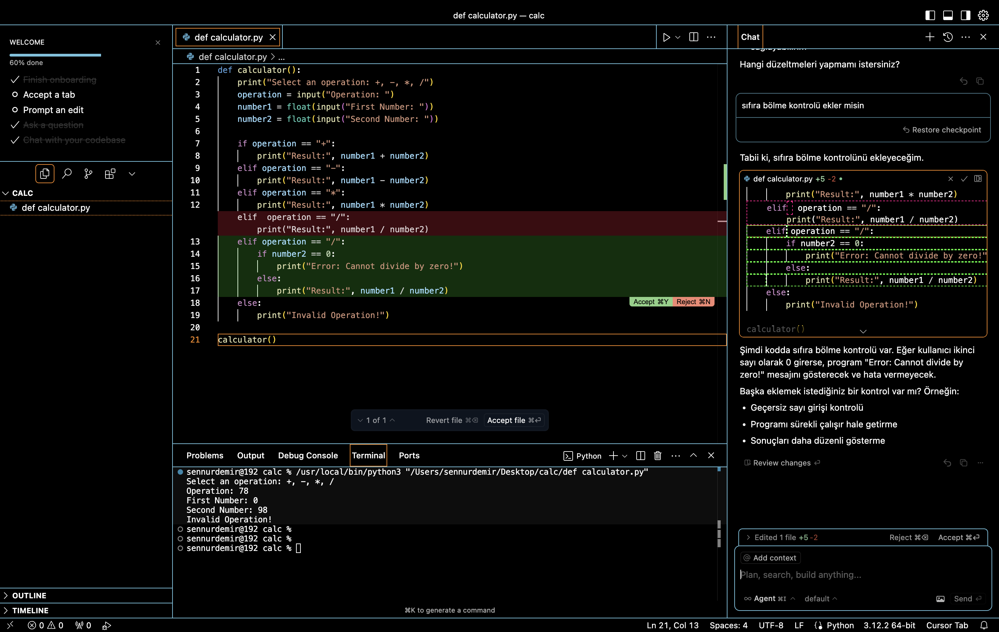 def calculator.py — calc
WELCOME
60% done
Finish onboarding
Accept a tab
Prompt an edit
Ask a question
Chat with your codebase
CALC
def calculator.py
OUTLINE
TIMELINE
def calculator.py
def calculator.py > ...
1 def calculator():
2 print("Select an operation: +, -, *, /")
3 operation = input("Operation: ")
4 number1 = float(input("First Number: "))
5 number2 = float(input("Second Number: "))
6
7 if operation == "+":
8 print("Result:", number1 + number2)
9 elif operation == "-":
10 print("Result:", number1 - number2)
11 elif operation == "*":
12 print("Result:", number1 * number2)
elif  operation == "/":
print("Result:", number1 / number2)
13 elif operation == "/":
14 if number2 == 0:
15 print("Error: Cannot divide by zero!")
16 else:
17 print("Result:", number1 / number2)
Accept ⌘Y Reject ⌘N
18 else:
19 print("Invalid Operation!")
20
21 calculator()
1 of 1 Revert file ⌘⌫ Accept file ⌘⏎
Problems Output Debug Console Terminal Ports Python
sennurdemir@192 calc % /usr/local/bin/python3 "/Users/sennurdemir/Desktop/calc/def calculator.py"
Select an operation: +, -, *, /
Operation: 78
First Number: 0
Second Number: 98
Invalid Operation!
sennurdemir@192 calc %
sennurdemir@192 calc %
sennurdemir@192 calc %
⌘K to generate a command
Chat
Hangi düzeltmeleri yapmamı istersiniz?
sıfıra bölme kontrolü ekler misin
Restore checkpoint
Tabii ki, sıfıra bölme kontrolünü ekleyeceğim.
def calculator.py +5 -2
print("Result:", number1 * number2)
elif  operation == "/":
print("Result:", number1 / number2)
elif operation == "/":
if number2 == 0:
print("Error: Cannot divide by zero!"
else:
print("Result:", number1 / number2)
else:
print("Invalid Operation!")
calculator()
Şimdi kodda sıfıra bölme kontrolü var. Eğer kullanıcı ikinci
sayı olarak 0 girerse, program "Error: Cannot divide by
zero!" mesajını gösterecek ve hata vermeyecek.
Başka eklemek istediğiniz bir kontrol var mı? Örneğin:
• Geçersiz sayı girişi kontrolü
• Programı sürekli çalışır hale getirme
• Sonuçları daha düzenli gösterme
Review changes ⏎
Edited 1 file +5 -2 Reject ⌘⌫ Accept ⌘⏎
@ Add context
Plan, search, build anything...
∞ Agent ⌘I default Send ⏎
0 0 0 Ln 21, Col 13 Spaces: 4 UTF-8 LF Python 3.12.2 64-bit Cursor Tab